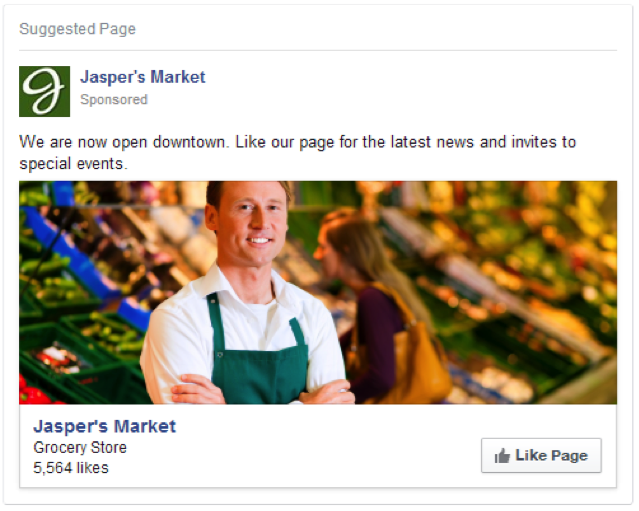 Suggested Page
Jasper's Market
Sponsored
We are now open downtown. Like our page for the latest news and invites to
special events.
Jasper's Market
Grocery Store
5,564 likes
Like Page